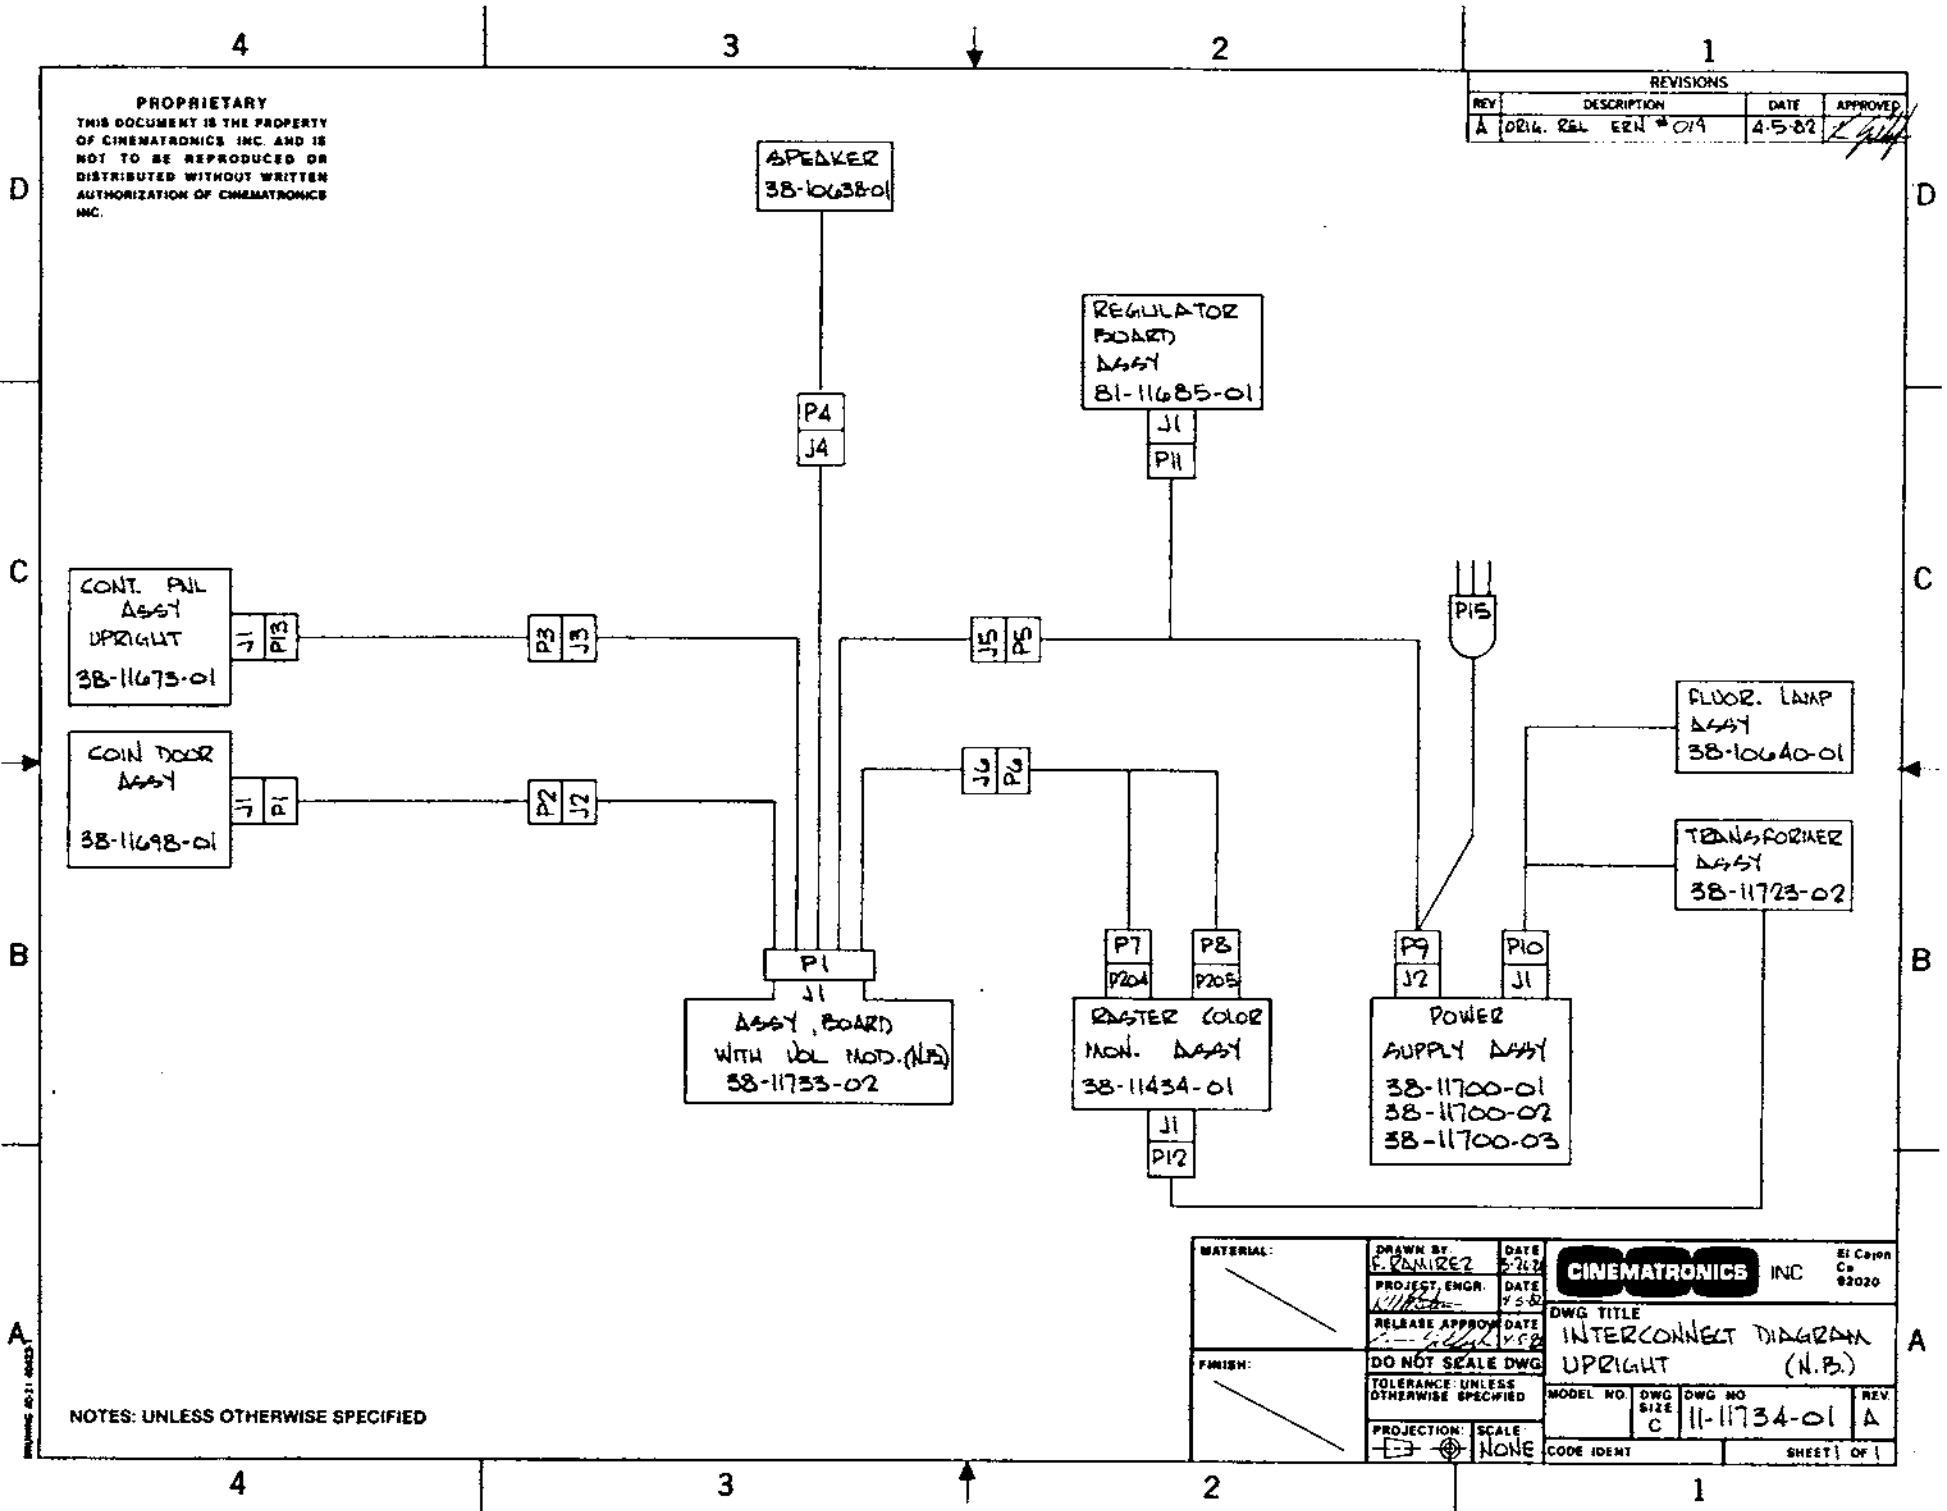 4 3 2 1
PROPRIETARY
THIS DOCUMENT IS THE PROPERTY
OF CINEMATRONICS INC. AND IS
NOT TO BE REPRODUCED OR
DISTRIBUTED WITHOUT WRITTEN
AUTHORIZATION OF CINEMATRONICS
INC.
REVISIONS
REV DESCRIPTION DATE APPROVED
A ORIG. REL ERN # 019 4-5-82
D D
SPEAKER
38-10638-01
REGULATOR
BOARD
ASSY
81-11685-01
J1
P11
P4
J4
C C
CONT. PNL
ASSY
UPRIGHT
38-11673-01
J1 P13
P3 J3
J5 P5
P15
COIN DOOR
ASSY
38-11698-01
J1 P1
P2 J2
J6 P6
FLUOR. LAMP
ASSY
38-10640-01
TRANSFORMER
ASSY
38-11723-02
B B
P1
J1
ASSY, BOARD
WITH VOL MOD. (N.B)
38-11733-02
P7
P204
P8
P205
RASTER COLOR
MON. ASSY
38-11434-01
J1
P12
P9
J2
P10
J1
POWER
SUPPLY ASSY
38-11700-01
38-11700-02
38-11700-03
A A
NOTES: UNLESS OTHERWISE SPECIFIED
MATERIAL:
FINISH:
DRAWN BY. DATE
F. RAMIREZ
PROJECT. ENGR. DATE
RELEASE APPROV DATE
DO NOT SCALE DWG
TOLERANCE: UNLESS
OTHERWISE SPECIFIED
PROJECTION: SCALE
NONE
CINEMATRONICS INC
El Cajon
Ca
92020
DWG TITLE
INTERCONNECT DIAGRAM
UPRIGHT (N.B.)
MODEL NO. DWG SIZE C DWG NO 11-11734-01 REV. A
CODE IDENT SHEET 1 OF 1
4 3 2 1